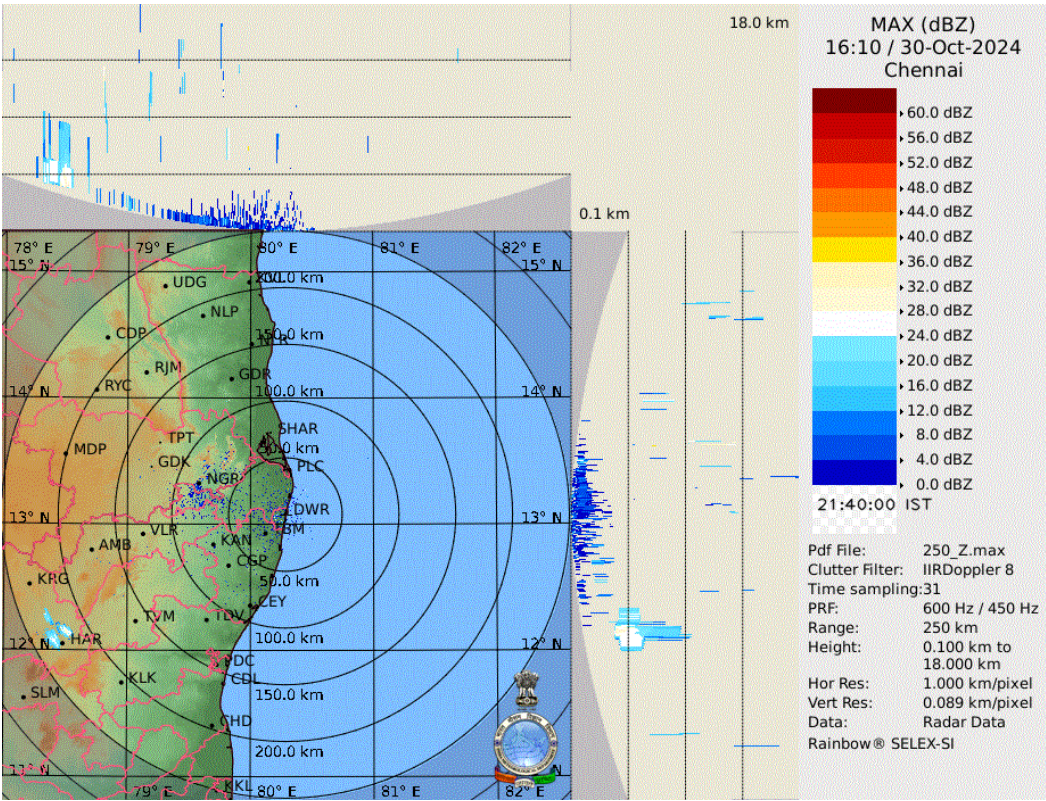 18.0 km
0.1 km
MAX (dBZ)
16:10 / 30-Oct-2024
Chennai
60.0 dBZ
56.0 dBZ
52.0 dBZ
48.0 dBZ
44.0 dBZ
40.0 dBZ
36.0 dBZ
32.0 dBZ
28.0 dBZ
24.0 dBZ
20.0 dBZ
16.0 dBZ
12.0 dBZ
8.0 dBZ
4.0 dBZ
0.0 dBZ
21:40:00 IST
Pdf File: 250_Z.max
Clutter Filter: IIRDoppler 8
Time sampling:31
PRF: 600 Hz / 450 Hz
Range: 250 km
Height: 0.100 km to
18.000 km
Hor Res: 1.000 km/pixel
Vert Res: 0.089 km/pixel
Data: Radar Data
Rainbow® SELEX-SI
78° E 79° E 80° E 81° E 82° E
15° N 15° N
UDG
NLP
150.0 km
CDP
RJM
GDR
RYC
100.0 km
14° N 14° N
SHAR
TPT
MDP
50.0 km
GDK
PLC
NGR
DWR
13° N 13° N
VLR
KAN
AMB
CGP
KRG
50.0 km
CEY
TVM
TDV
HAR
100.0 km
12° N 12° N
CDL
KLK
SLM
150.0 km
CHD
200.0 km
11° N 11° N
KKL
79° E 80° E 81° E 82° E